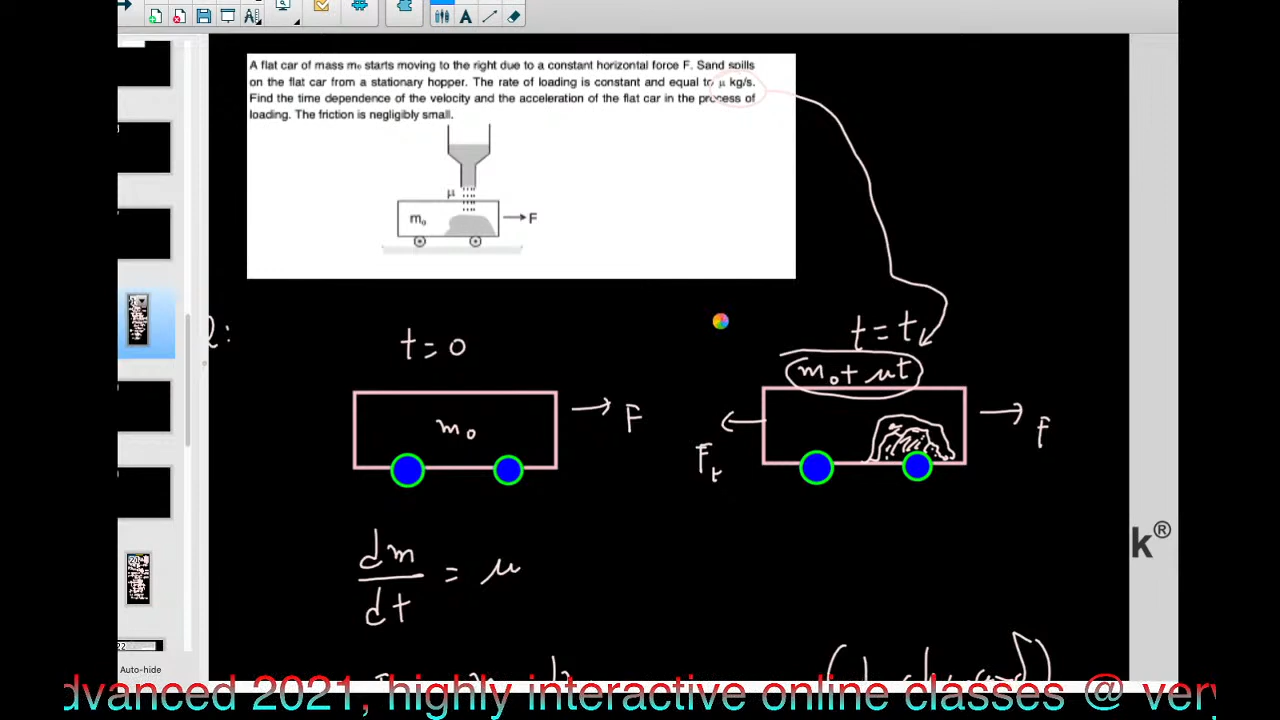 A flat car of mass m₀ starts moving to the right due to a constant horizontal force F. Sand spills
on the flat car from a stationary hopper. The rate of loading is constant and equal to μ kg/s.
Find the time dependence of the velocity and the acceleration of the flat car in the process of
loading. The friction is negligibly small.
μ
m₀
F
t = 0
t = t
m₀ + μt
m₀
F
Fₜ
F
dm/dt = μ
k®
22
Auto-hide
dvanced 2021, highly interactive online classes @ very